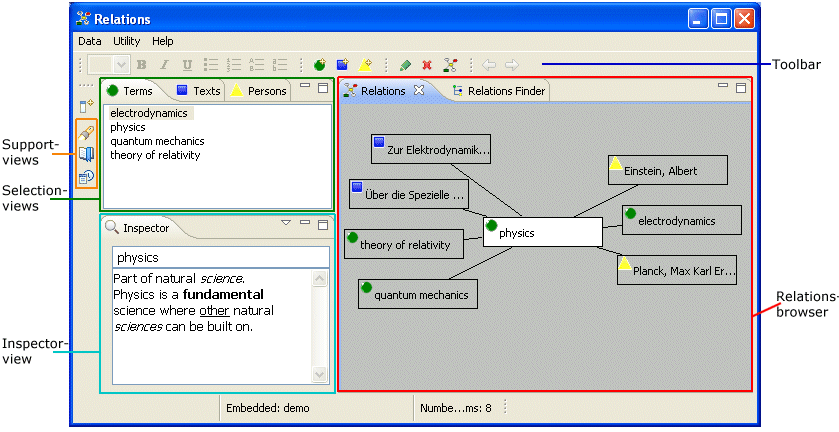 Relations
Data Utility Help
B I U
Toolbar
Terms Texts Persons
Relations Relations Finder
electrodynamics
physics
quantum mechanics
theory of relativity
Support-
views
Selection-
views
Zur Elektrodynamik...
Über die Spezielle ...
theory of relativity
quantum mechanics
physics
Einstein, Albert
electrodynamics
Planck, Max Karl Er...
Inspector
physics
Part of natural science.
Physics is a fundamental
science where other natural
sciences can be built on.
Inspector-
view
Relations-
browser
Embedded: demo
Numbe...ms: 8